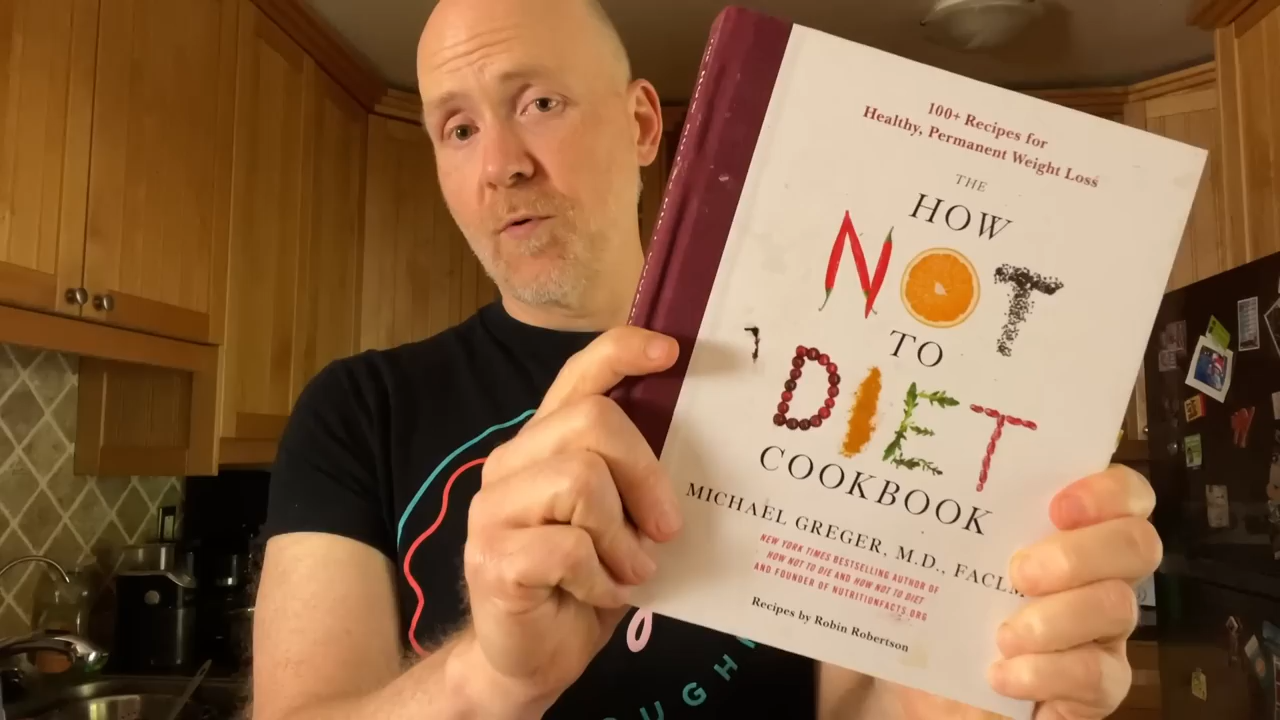 100+ Recipes for
Healthy, Permanent Weight Loss
THE
HOW
NOT
TO
DIET
COOKBOOK
MICHAEL GREGER, M.D., FACLM
NEW YORK TIMES BESTSELLING AUTHOR OF
HOW NOT TO DIE AND HOW NOT TO DIET
AND FOUNDER OF NUTRITIONFACTS.ORG
Recipes by Robin Robertson